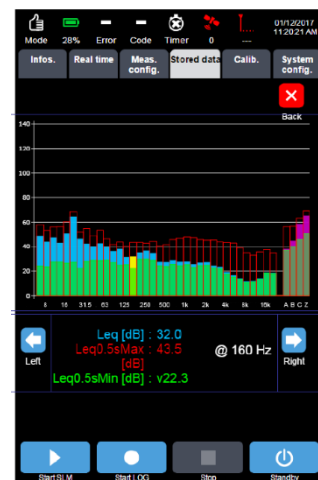 01/12/2017
11 20 21 AM
Mode 28% Error Code Timer 0 ---
Infos. Real time Meas. config. Stored data Calib. System config.
Back
140
120
100
80
60
40
20
0
8 16 31.5 63 125 250 500 1k 2k 4k 8k 16k A B C Z
Leq [dB] : 32.0
Leq0.5sMax : 43.5
[dB]
Leq0.5sMin [dB] : v22.3
@ 160 Hz
Left
Right
Start SLM Start LOG Stop Standby